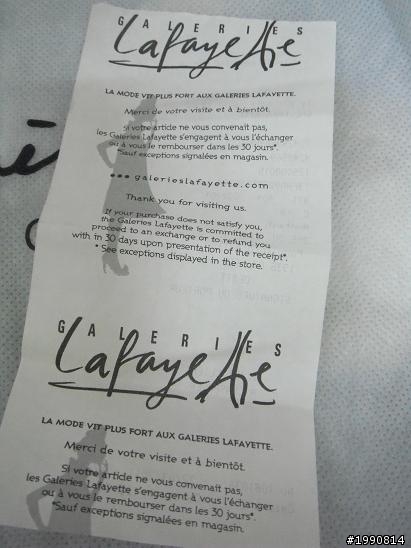 GALERIES
Lafayette
LA MODE VIT PLUS FORT AUX GALERIES LAFAYETTE.
Merci de votre visite et à bientôt.
Si votre article ne vous convenait pas,
les Galeries Lafayette s'engagent à vous l'échanger
ou à vous le rembourser dans les 30 jours*.
*Sauf exceptions signalées en magasin.
••• galerieslafayette.com
Thank you for visiting us.
If your purchase does not satisfy you,
the Galeries Lafayette is committed to
proceed to an exchange or to refund you
with in 30 days upon presentation of the receipt*.
* See exceptions displayed in the store.
GALERIES
Lafayette
LA MODE VIT PLUS FORT AUX GALERIES LAFAYETTE.
Merci de votre visite et à bientôt.
Si votre article ne vous convenait pas,
les Galeries Lafayette s'engagent à vous l'échanger
ou à vous le rembourser dans les 30 jours*.
*Sauf exceptions signalées en magasin.
#1990814